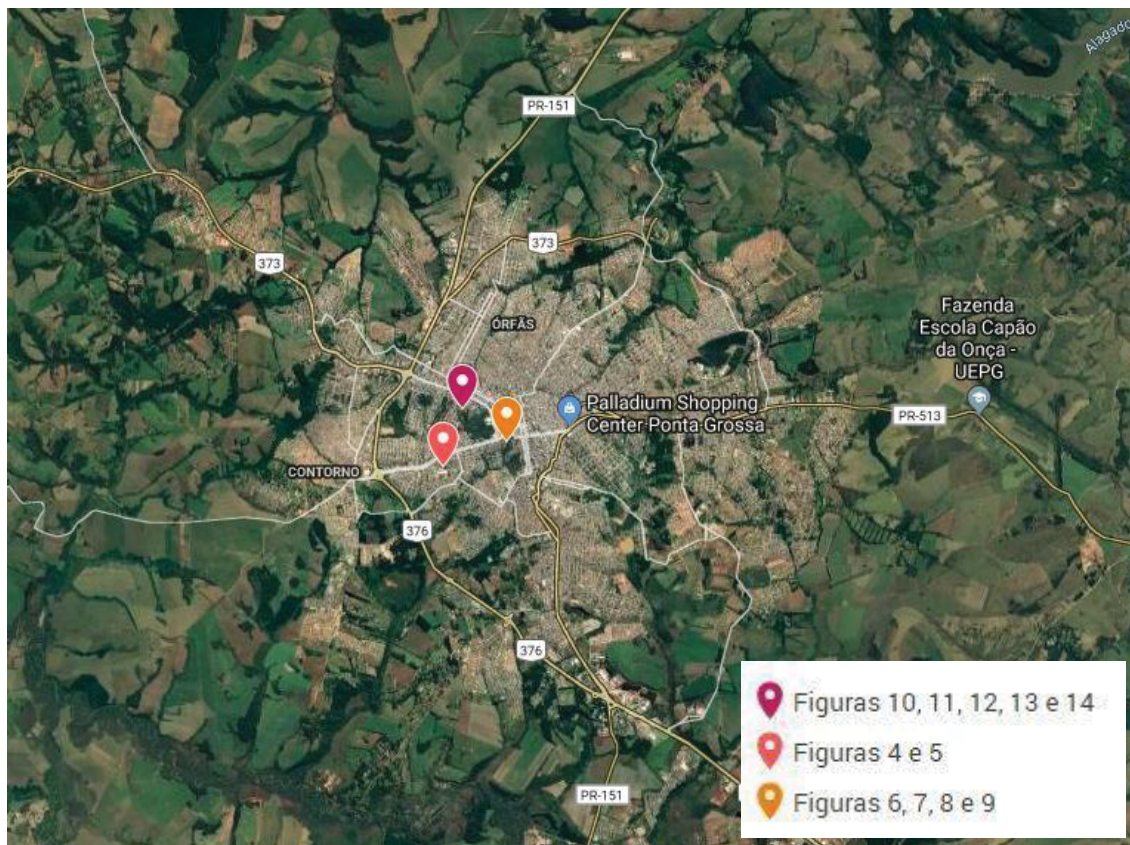 Alagado
PR-151
373
373
ÓRFÃS
Fazenda
Escola Capão
da Onça -
UEPG
Palladium Shopping
Center Ponta Grossa
PR-513
CONTORNO
376
376
PR-151
Figuras 10, 11, 12, 13 e 14
Figuras 4 e 5
Figuras 6, 7, 8 e 9